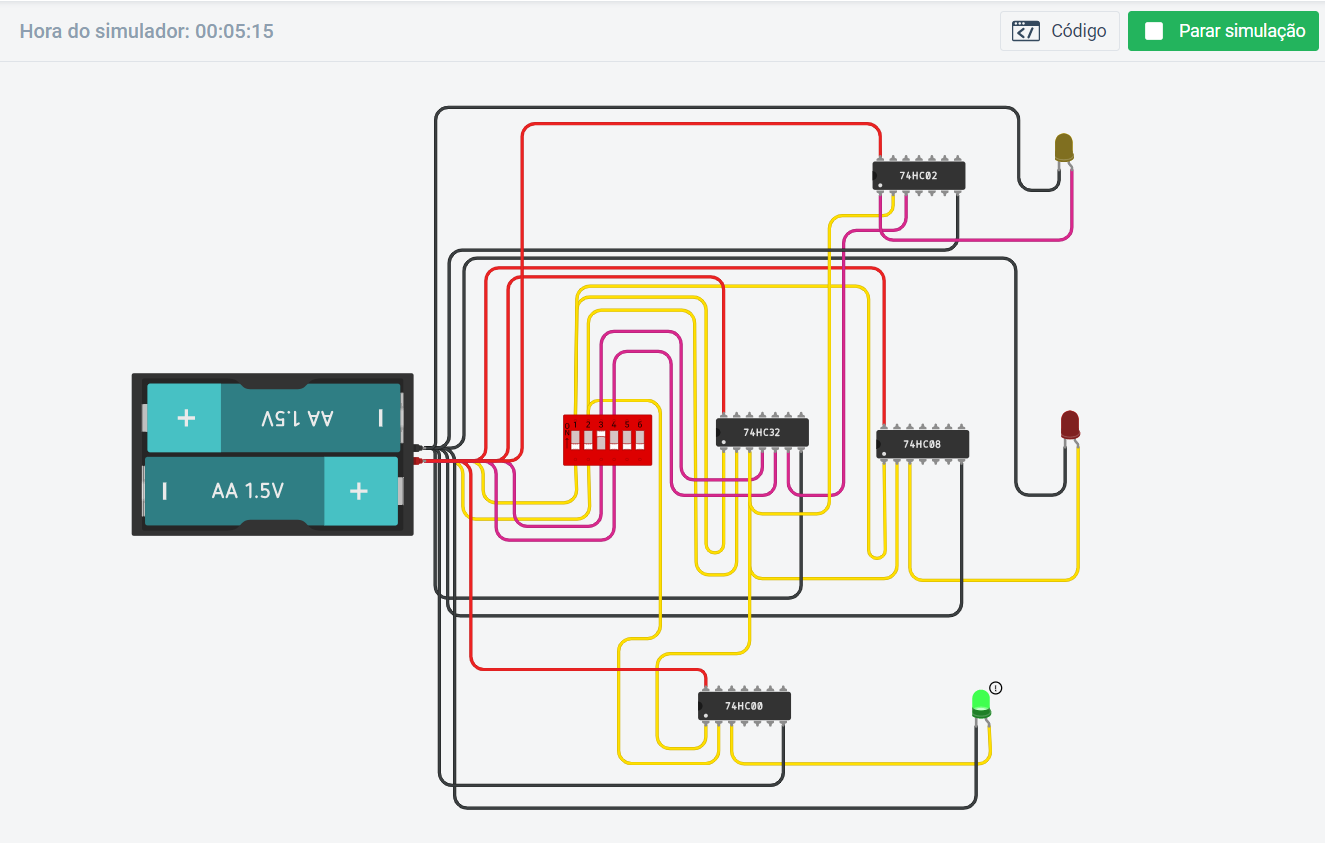 Hora do simulador: 00:05:15
Código
Parar simulação
74HC02
AA 1.5V
1 2 3 4 5 6
74HC32
74HC08
AA 1.5V
74HC00